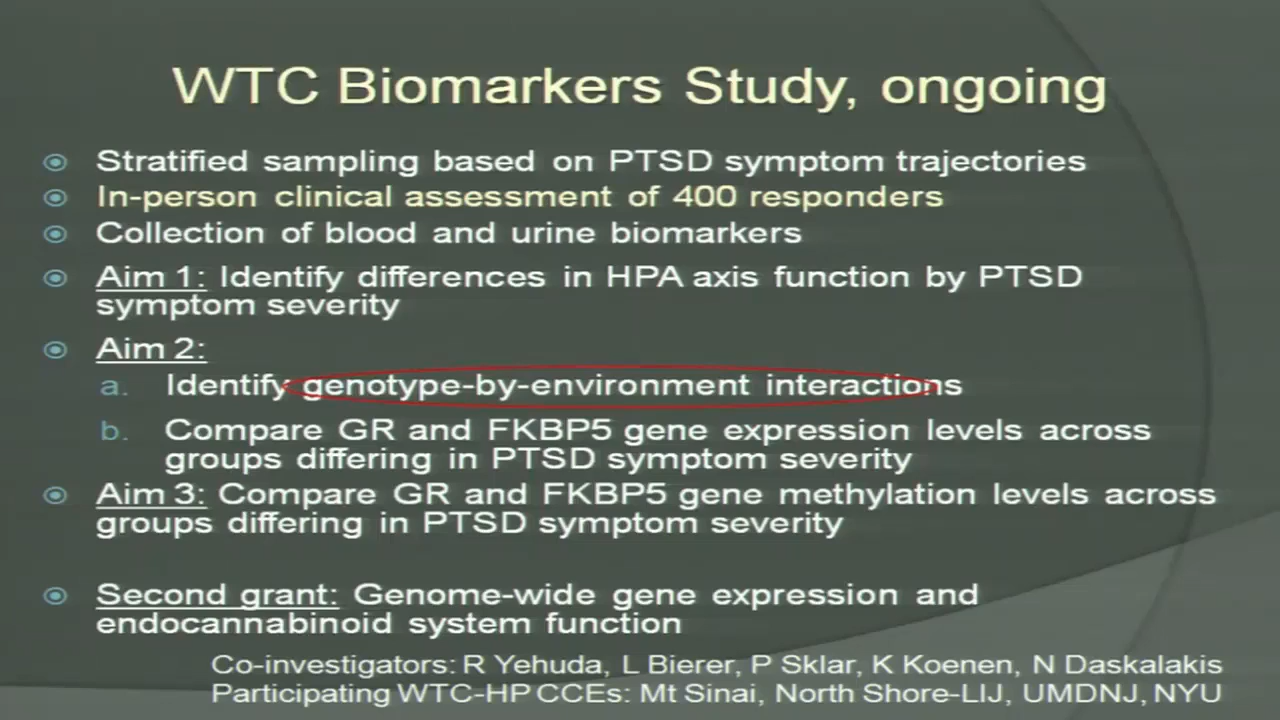 WTC Biomarkers Study, ongoing
Stratified sampling based on PTSD symptom trajectories
In-person clinical assessment of 400 responders
Collection of blood and urine biomarkers
Aim 1: Identify differences in HPA axis function by PTSD
symptom severity
Aim 2:
a. Identify genotype-by-environment interactions
b. Compare GR and FKBP5 gene expression levels across
groups differing in PTSD symptom severity
Aim 3: Compare GR and FKBP5 gene methylation levels across
groups differing in PTSD symptom severity
Second grant: Genome-wide gene expression and
endocannabinoid system function
Co-investigators: R Yehuda, L Bierer, P Sklar, K Koenen, N Daskalakis
Participating WTC-HP CCEs: Mt Sinai, North Shore-LIJ, UMDNJ, NYU